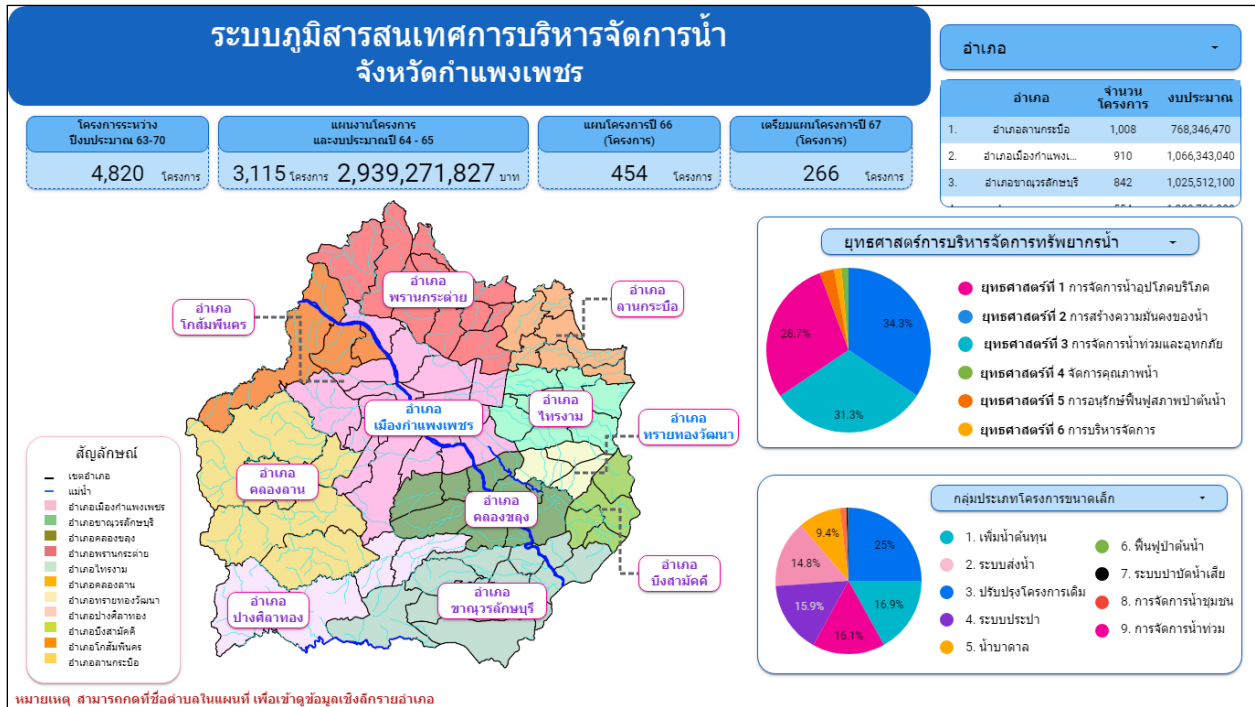 ระบบภูมิสารสนเทศการบริหารจัดการน้ำ
จังหวัดกำแพงเพชร
โครงการระหว่าง
ปีงบประมาณ 63-70
4,820 โครงการ
แผนงานโครงการ
และงบประมาณปี 64 - 65
3,115 โครงการ 2,939,271,827 บาท
แผนโครงการปี 66
(โครงการ)
454 โครงการ
เตรียมแผนโครงการปี 67
(โครงการ)
266 โครงการ
อำเภอ
อำเภอ จำนวนโครงการ งบประมาณ
1. อำเภอลานกระบือ 1,008 768,346,470
2. อำเภอเมืองกำแพงเ... 910 1,066,343,040
3. อำเภอขาณุวรลักษบุรี 842 1,025,512,100
อำเภอ
พรานกระต่าย
อำเภอ
ลานกระบือ
อำเภอ
โกสัมพีนคร
อำเภอ
เมืองกำแพงเพชร
อำเภอ
ไทรงาม
อำเภอ
ทรายทองวัฒนา
อำเภอ
คลองลาน
อำเภอ
คลองขลุง
อำเภอ
บึงสามัคคี
อำเภอ
ปางศิลาทอง
อำเภอ
ขาณุวรลักษบุรี
สัญลักษณ์
เขตอำเภอ
แม่น้ำ
อำเภอเมืองกำแพงเพชร
อำเภอขาณุวรลักษบุรี
อำเภอคลองขลุง
อำเภอพรานกระต่าย
อำเภอไทรงาม
อำเภอคลองลาน
อำเภอทรายทองวัฒนา
อำเภอปางศิลาทอง
อำเภอบึงสามัคคี
อำเภอโกสัมพีนคร
อำเภอลานกระบือ
ยุทธศาสตร์การบริหารจัดการทรัพยากรน้ำ
34.3%
31.3%
28.7%
ยุทธศาสตร์ที่ 1 การจัดการน้ำอุปโภคบริโภค
ยุทธศาสตร์ที่ 2 การสร้างความมั่นคงของน้ำ
ยุทธศาสตร์ที่ 3 การจัดการน้ำท่วมและอุทกภัย
ยุทธศาสตร์ที่ 4 จัดการคุณภาพน้ำ
ยุทธศาสตร์ที่ 5 การอนุรักษ์ฟื้นฟูสภาพป่าต้นน้ำ
ยุทธศาสตร์ที่ 6 การบริหารจัดการ
กลุ่มประเภทโครงการขนาดเล็ก
25%
16.9%
16.1%
15.9%
14.8%
9.4%
1. เพิ่มน้ำต้นทุน
2. ระบบส่งน้ำ
3. ปรับปรุงโครงการเดิม
4. ระบบประปา
5. น้ำบาดาล
6. ฟื้นฟูป่าต้นน้ำ
7. ระบบบำบัดน้ำเสีย
8. การจัดการน้ำชุมชน
9. การจัดการน้ำท่วม
หมายเหตุ สามารถกดที่ชื่อตำบลในแผนที่ เพื่อเข้าดูข้อมูลเชิงลึกรายอำเภอ